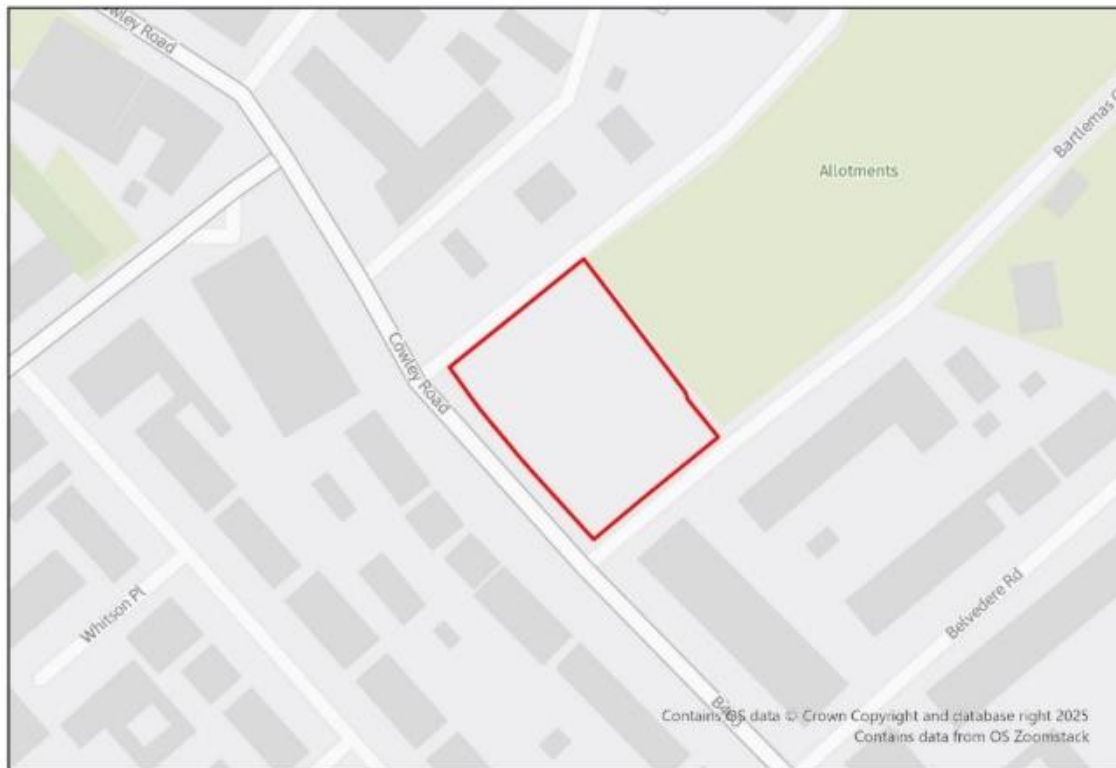 Cowley Road
Bartlemas
Allotments
Cowley Road
Whitson Pl
Belvedere Rd
Contains OS data © Crown Copyright and database right 2025
Contains data from OS Zoomstack